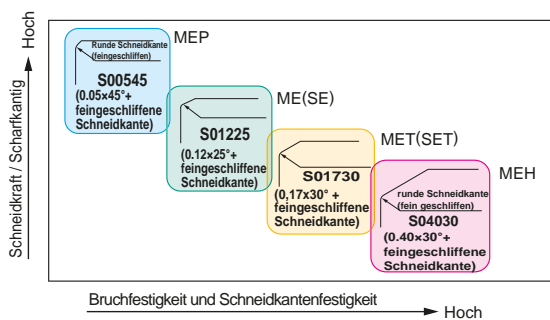 Hoch
Schneidkraft / Scharfkantig
MEP
Runde Schneidkante
(feingeschliffen)
S00545
(0.05×45°+
feingeschliffene
Schneidkante)
ME(SE)
S01225
(0.12×25°+
feingeschliffene
Schneidkante)
MET(SET)
S01730
(0,17x30° +
feingeschliffene
Schneidkante)
MEH
runde Schneidkante
(fein geschliffen)
S04030
(0.40×30°+
feingeschliffene
Schneidkante)
Bruchfestigkeit und Schneidkantenfestigkeit
Hoch